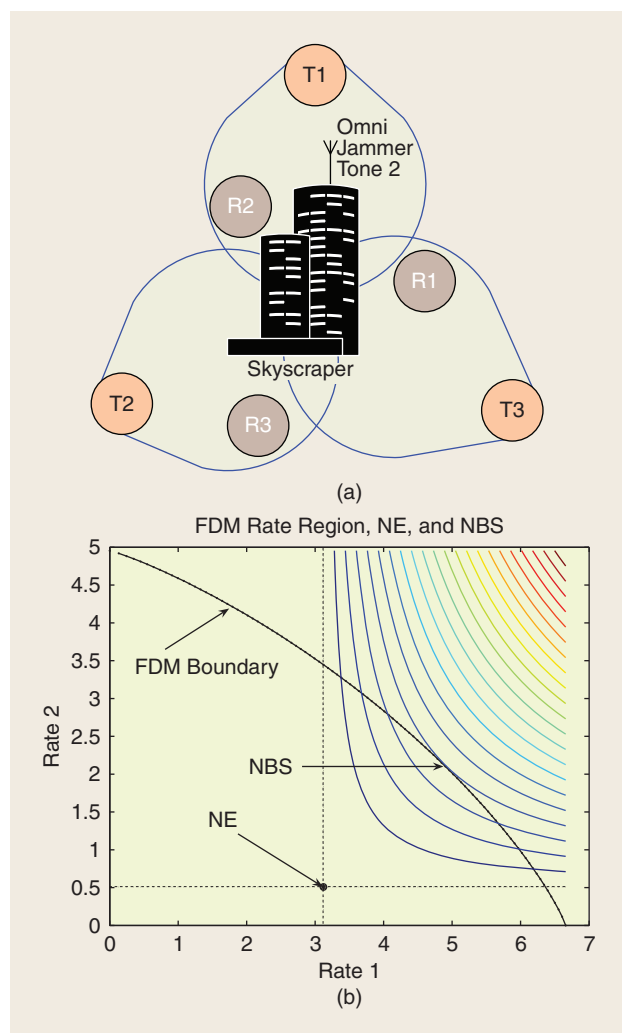 T1
Omni
Jammer
Tone 2
R2
R1
Skyscraper
T2
R3
T3
(a)
FDM Rate Region, NE, and NBS
5
4.5
4
3.5
3
2.5
2
1.5
1
0.5
0
Rate 2
FDM Boundary
NBS
NE
0 1 2 3 4 5 6 7
Rate 1
(b)